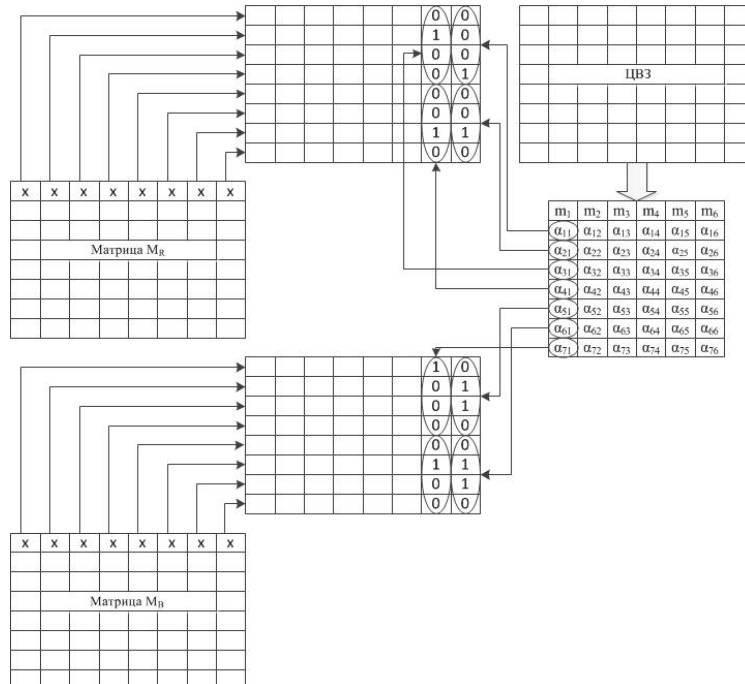 0 0
1 0
0 0
0 1
0 0
0 0
1 1
0 0
ЦВЗ
x x x x x x x x
Матрица M_R
m₁ m₂ m₃ m₄ m₅ m₆
α₁₁ α₁₂ α₁₃ α₁₄ α₁₅ α₁₆
α₂₁ α₂₂ α₂₃ α₂₄ α₂₅ α₂₆
α₃₁ α₃₂ α₃₃ α₃₄ α₃₅ α₃₆
α₄₁ α₄₂ α₄₃ α₄₄ α₄₅ α₄₆
α₅₁ α₅₂ α₅₃ α₅₄ α₅₅ α₅₆
α₆₁ α₆₂ α₆₃ α₆₄ α₆₅ α₆₆
α₇₁ α₇₂ α₇₃ α₇₄ α₇₅ α₇₆
1 0
0 1
0 1
0 0
0 0
1 1
0 1
0 0
x x x x x x x x
Матрица M_B